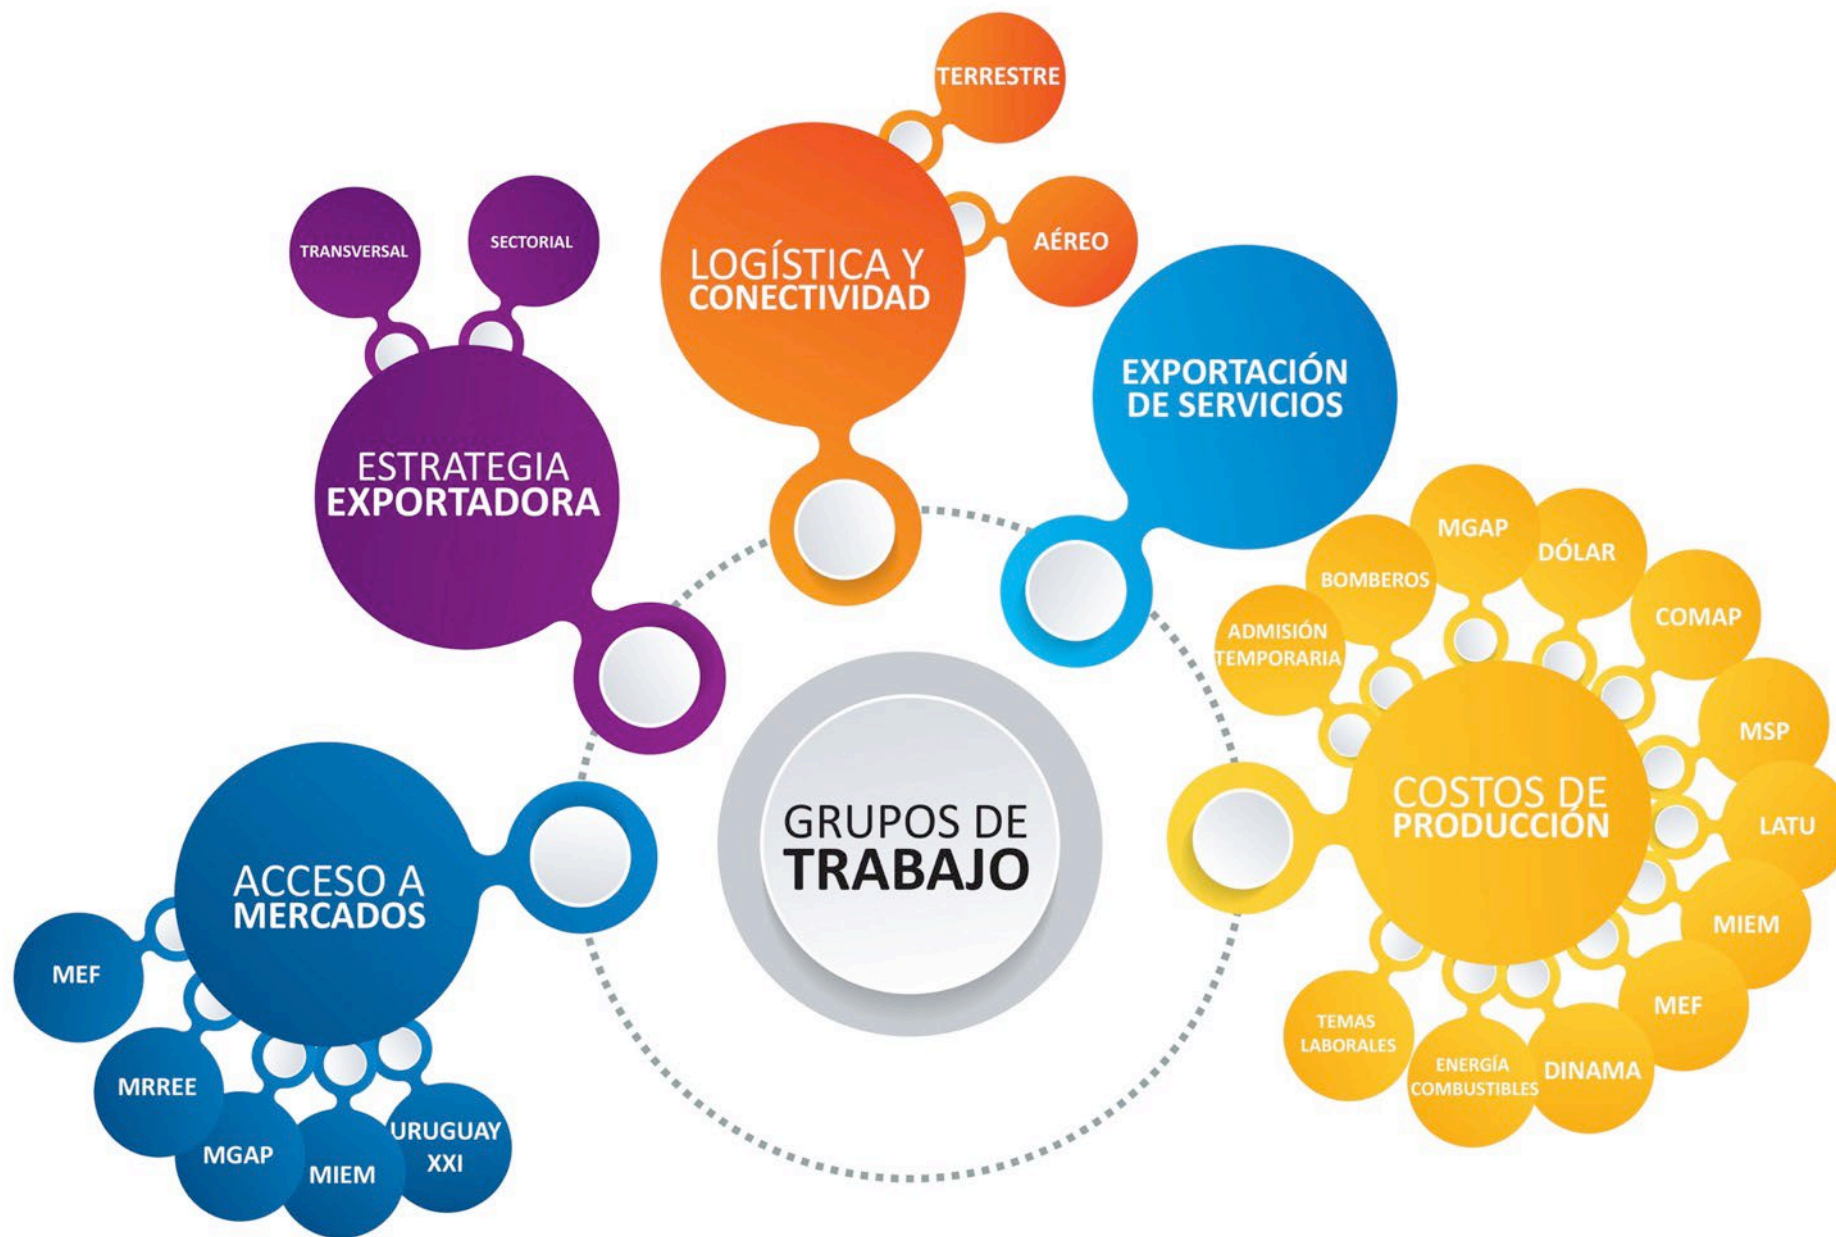 TERRESTRE
AÉREO
LOGÍSTICA Y
CONECTIVIDAD
TRANSVERSAL
SECTORIAL
ESTRATEGIA
EXPORTADORA
EXPORTACIÓN
DE SERVICIOS
GRUPOS DE
TRABAJO
ACCESO A
MERCADOS
MEF
MRREE
MGAP
MIEM
URUGUAY
XXI
COSTOS DE
PRODUCCIÓN
ADMISIÓN
TEMPORARIA
BOMBEROS
MGAP
DÓLAR
COMAP
MSP
LATU
MIEM
MEF
DINAMA
ENERGÍA
COMBUSTIBLES
TEMAS
LABORALES